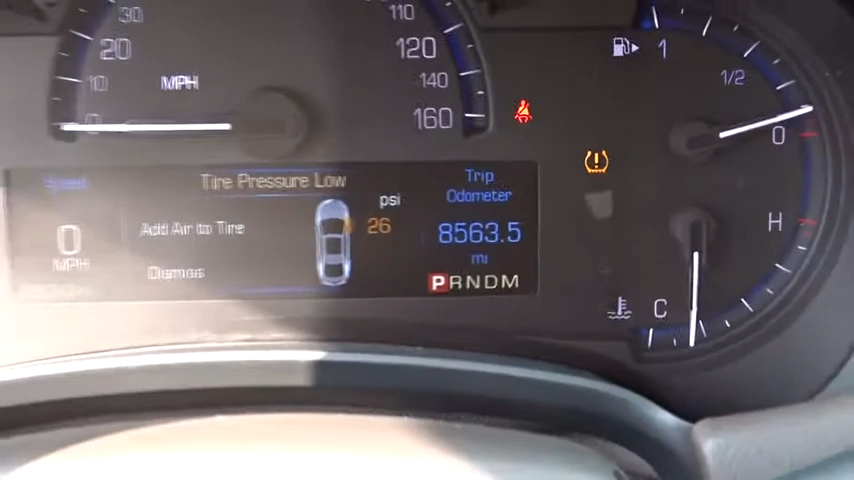 30
20
10
0
MPH
110
120
140
160
1
1/2
0
H
C
Speed
0
MPH
Tire Pressure Low
Add Air to Tire
Dismiss
psi
26
Trip
Odometer
8563.5
mi
PRNDM